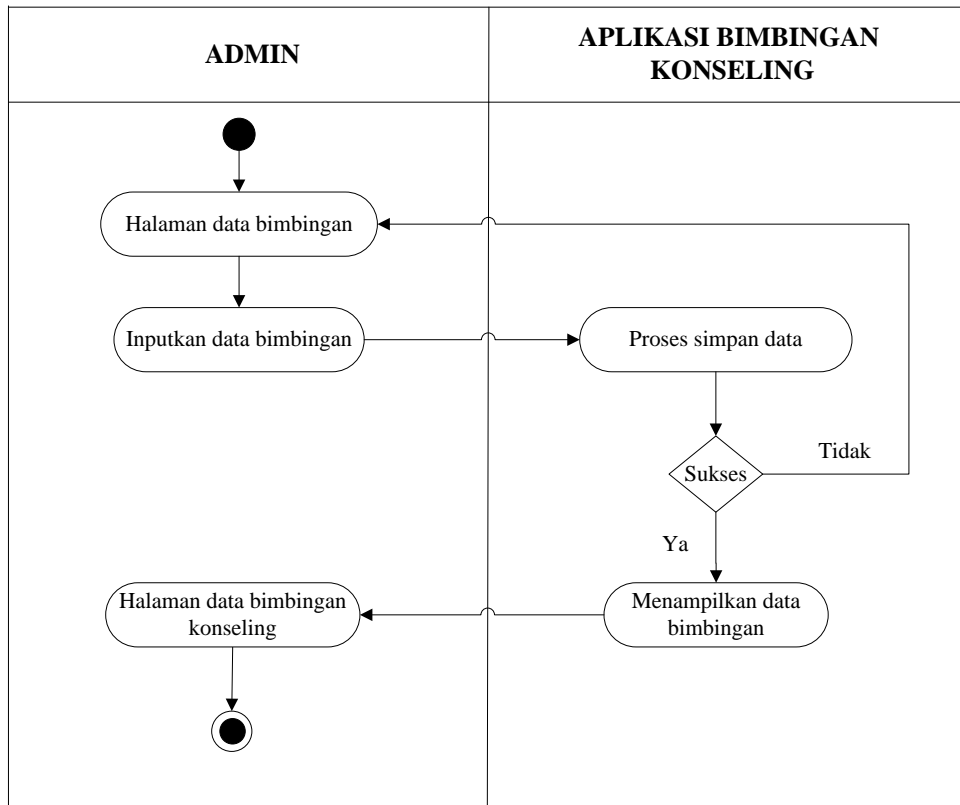 ADMIN
APLIKASI BIMBINGAN
KONSELING
Halaman data bimbingan
Inputkan data bimbingan
Proses simpan data
Sukses
Tidak
Ya
Menampilkan data
bimbingan
Halaman data bimbingan
konseling